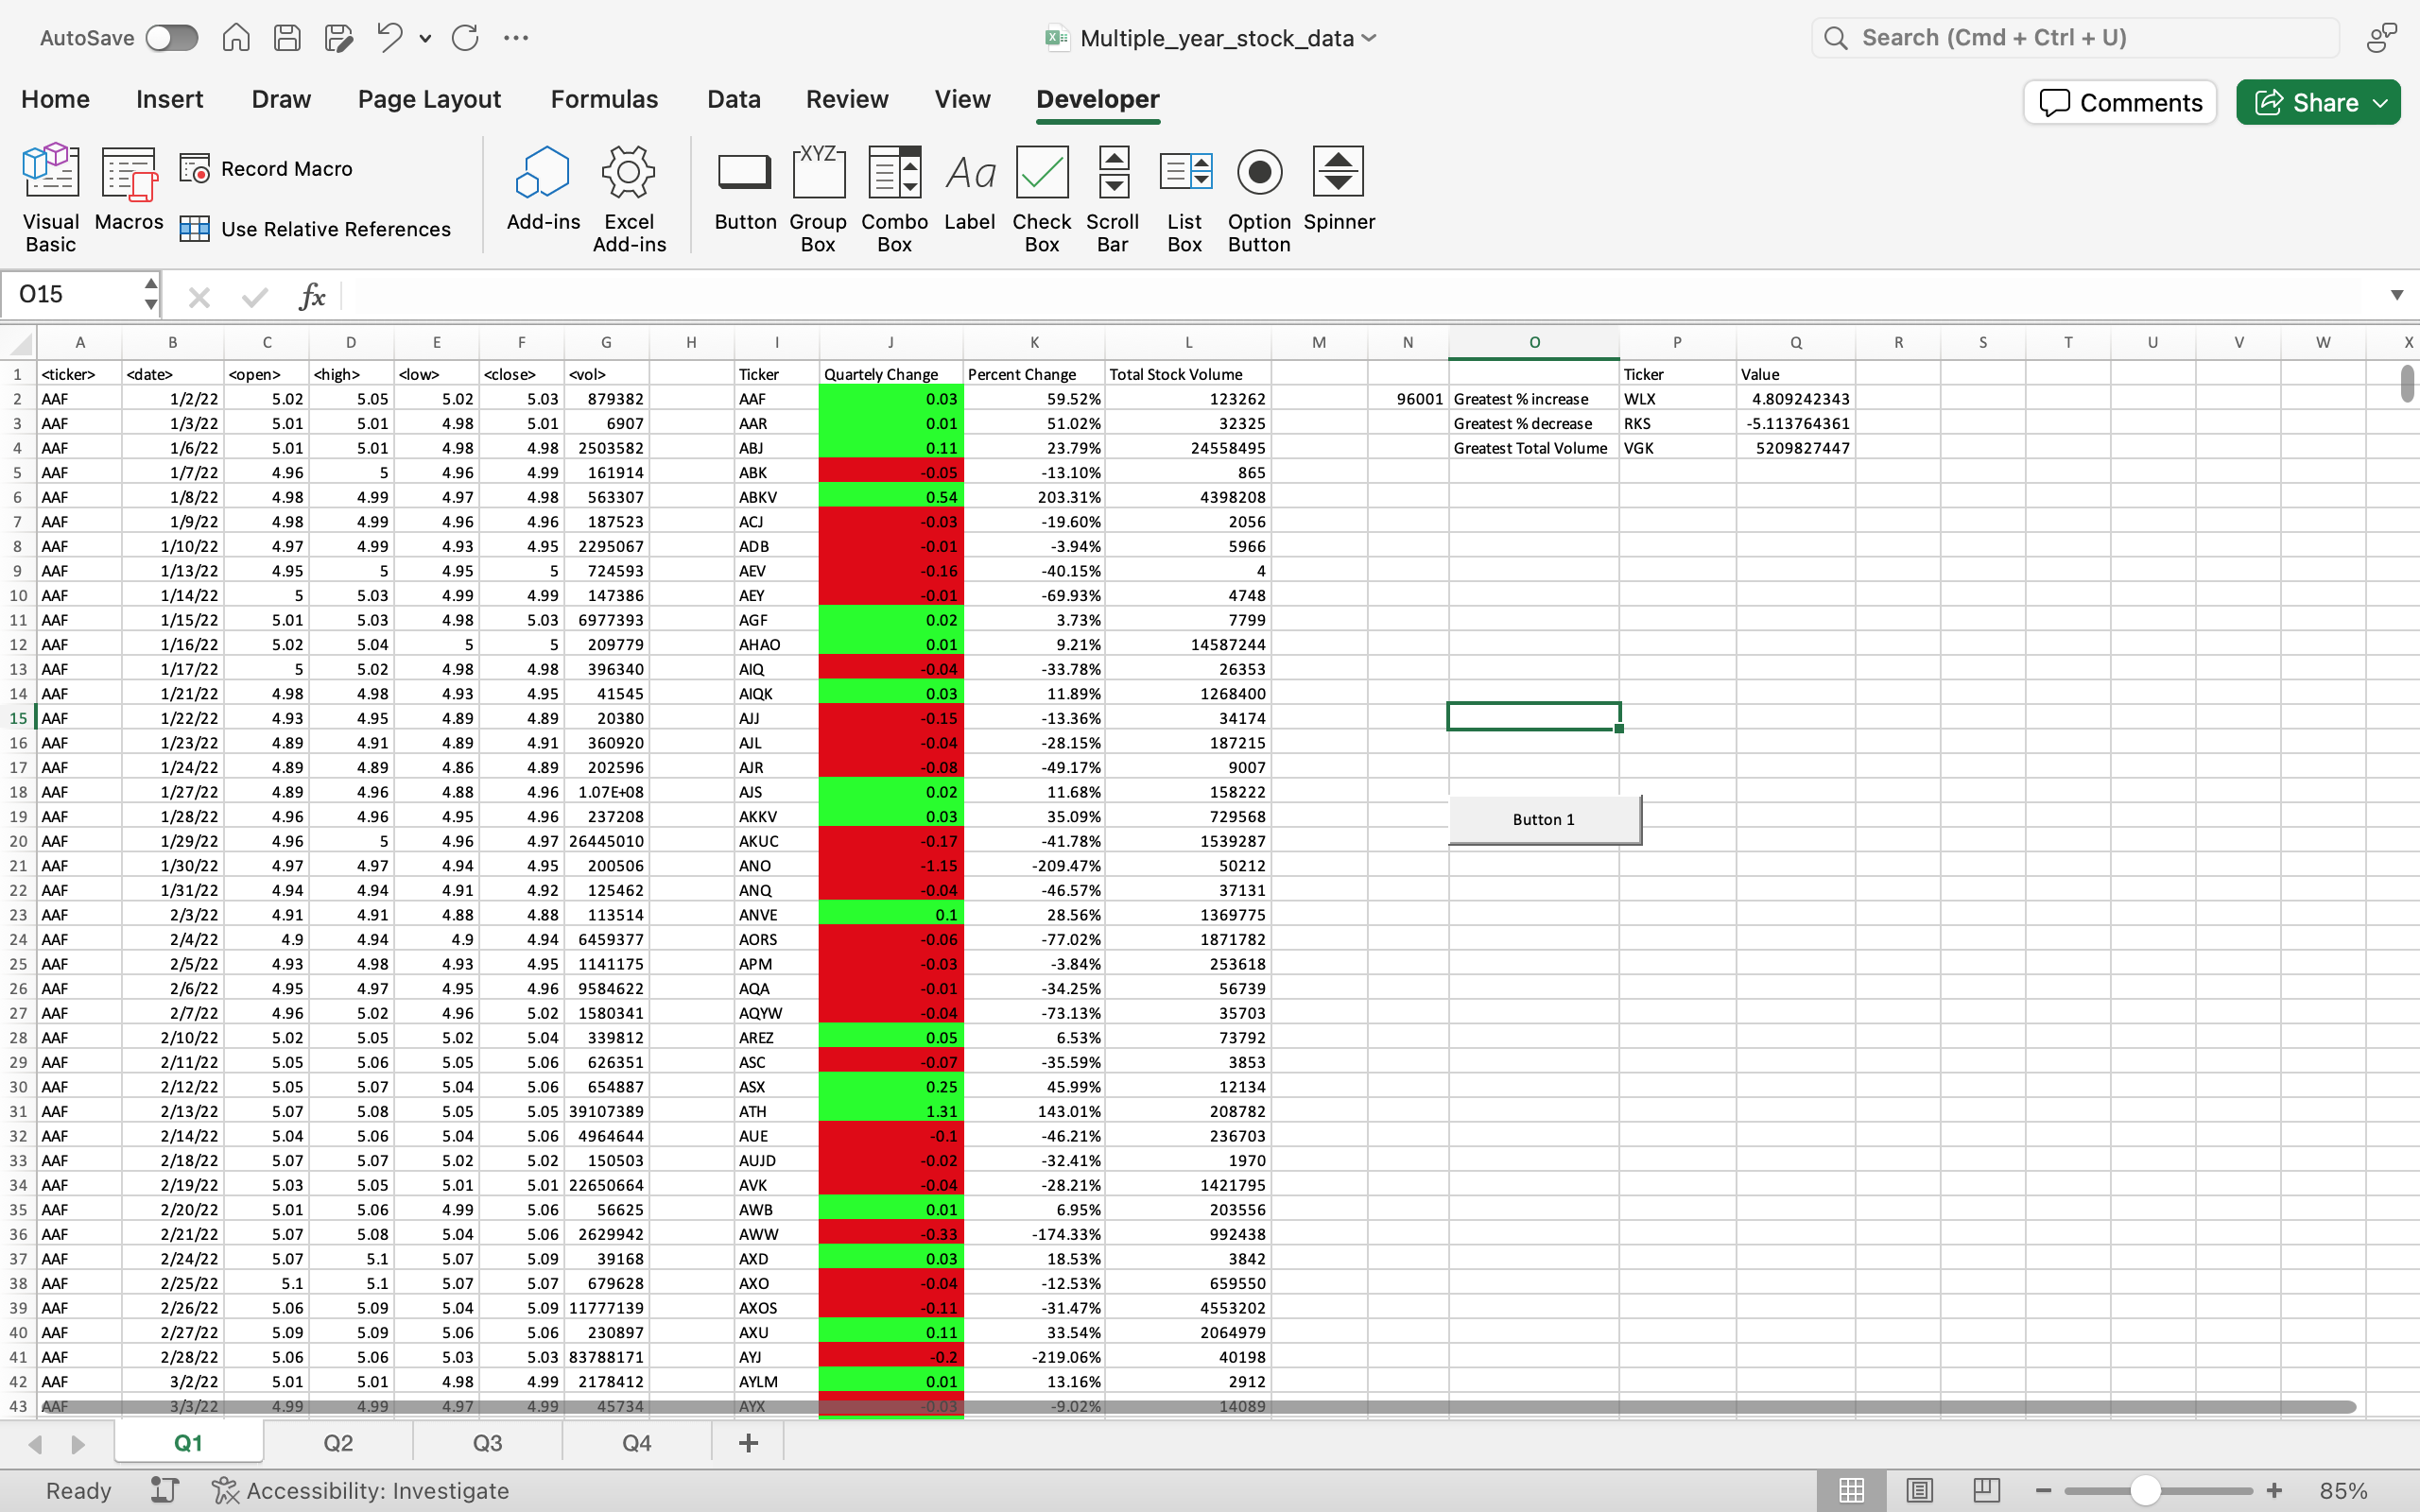 AutoSave
Multiple_year_stock_data
Search (Cmd + Ctrl + U)
Home Insert Draw Page Layout Formulas Data Review View Developer
Comments
Share
Visual Basic
Macros
Record Macro
Use Relative References
Add-ins
Excel Add-ins
Button
XYZ
Group Box
Combo Box
Aa
Label
Check Box
Scroll Bar
List Box
Option Button
Spinner
O15
fx
A B C D E F G H I J K L M N O P Q R S T U V W X
1 <ticker> <date> <open> <high> <low> <close> <vol> Ticker Quartely Change Percent Change Total Stock Volume Ticker Value
2 AAF 1/2/22 5.02 5.05 5.02 5.03 879382 AAF 0.03 59.52% 123262 96001 Greatest % increase WLX 4.809242343
3 AAF 1/3/22 5.01 5.01 4.98 5.01 6907 AAR 0.01 51.02% 32325 Greatest % decrease RKS -5.113764361
4 AAF 1/6/22 5.01 5.01 4.98 4.98 2503582 ABJ 0.11 23.79% 24558495 Greatest Total Volume VGK 5209827447
5 AAF 1/7/22 4.96 5 4.96 4.99 161914 ABK -0.05 -13.10% 865
6 AAF 1/8/22 4.98 4.99 4.97 4.98 563307 ABKV 0.54 203.31% 4398208
7 AAF 1/9/22 4.98 4.99 4.96 4.96 187523 ACJ -0.03 -19.60% 2056
8 AAF 1/10/22 4.97 4.99 4.93 4.95 2295067 ADB -0.01 -3.94% 5966
9 AAF 1/13/22 4.95 5 4.95 5 724593 AEV -0.16 -40.15% 4
10 AAF 1/14/22 5 5.03 4.99 4.99 147386 AEY -0.01 -69.93% 4748
11 AAF 1/15/22 5.01 5.03 4.98 5.03 6977393 AGF 0.02 3.73% 7799
12 AAF 1/16/22 5.02 5.04 5 5 209779 AHAO 0.01 9.21% 14587244
13 AAF 1/17/22 5 5.02 4.98 4.98 396340 AIQ -0.04 -33.78% 26353
14 AAF 1/21/22 4.98 4.98 4.93 4.95 41545 AIQK 0.03 11.89% 1268400
15 AAF 1/22/22 4.93 4.95 4.89 4.89 20380 AJJ -0.15 -13.36% 34174
16 AAF 1/23/22 4.89 4.91 4.89 4.91 360920 AJL -0.04 -28.15% 187215
17 AAF 1/24/22 4.89 4.89 4.86 4.89 202596 AJR -0.08 -49.17% 9007
18 AAF 1/27/22 4.89 4.96 4.88 4.96 1.07E+08 AJS 0.02 11.68% 158222
19 AAF 1/28/22 4.96 4.96 4.95 4.96 237208 AKKV 0.03 35.09% 729568 Button 1
20 AAF 1/29/22 4.96 5 4.96 4.97 26445010 AKUC -0.17 -41.78% 1539287
21 AAF 1/30/22 4.97 4.97 4.94 4.95 200506 ANO -1.15 -209.47% 50212
22 AAF 1/31/22 4.94 4.94 4.91 4.92 125462 ANQ -0.04 -46.57% 37131
23 AAF 2/3/22 4.91 4.91 4.88 4.88 113514 ANVE 0.1 28.56% 1369775
24 AAF 2/4/22 4.9 4.94 4.9 4.94 6459377 AORS -0.06 -77.02% 1871782
25 AAF 2/5/22 4.93 4.98 4.93 4.95 1141175 APM -0.03 -3.84% 253618
26 AAF 2/6/22 4.95 4.97 4.95 4.96 9584622 AQA -0.01 -34.25% 56739
27 AAF 2/7/22 4.96 5.02 4.96 5.02 1580341 AQYW -0.04 -73.13% 35703
28 AAF 2/10/22 5.02 5.05 5.02 5.04 339812 AREZ 0.05 6.53% 73792
29 AAF 2/11/22 5.05 5.06 5.05 5.06 626351 ASC -0.07 -35.59% 3853
30 AAF 2/12/22 5.05 5.07 5.04 5.06 654887 ASX 0.25 45.99% 12134
31 AAF 2/13/22 5.07 5.08 5.05 5.05 39107389 ATH 1.31 143.01% 208782
32 AAF 2/14/22 5.04 5.06 5.04 5.06 4964644 AUE -0.1 -46.21% 236703
33 AAF 2/18/22 5.07 5.07 5.02 5.02 150503 AUJD -0.02 -32.41% 1970
34 AAF 2/19/22 5.03 5.05 5.01 5.01 22650664 AVK -0.04 -28.21% 1421795
35 AAF 2/20/22 5.01 5.06 4.99 5.06 56625 AWB 0.01 6.95% 203556
36 AAF 2/21/22 5.07 5.08 5.04 5.06 2629942 AWW -0.33 -174.33% 992438
37 AAF 2/24/22 5.07 5.1 5.07 5.09 39168 AXD 0.03 18.53% 3842
38 AAF 2/25/22 5.1 5.1 5.07 5.07 679628 AXO -0.04 -12.53% 659550
39 AAF 2/26/22 5.06 5.09 5.04 5.09 11777139 AXOS -0.11 -31.47% 4553202
40 AAF 2/27/22 5.09 5.09 5.06 5.06 230897 AXU 0.11 33.54% 2064979
41 AAF 2/28/22 5.06 5.06 5.03 5.03 83788171 AYJ -0.2 -219.06% 40198
42 AAF 3/2/22 5.01 5.01 4.98 4.99 2178412 AYLM 0.01 13.16% 2912
43 AAF 3/3/22 4.99 4.99 4.97 4.99 45734 AYX -0.03 -9.02% 14089
Q1 Q2 Q3 Q4 +
Ready
Accessibility: Investigate
85%